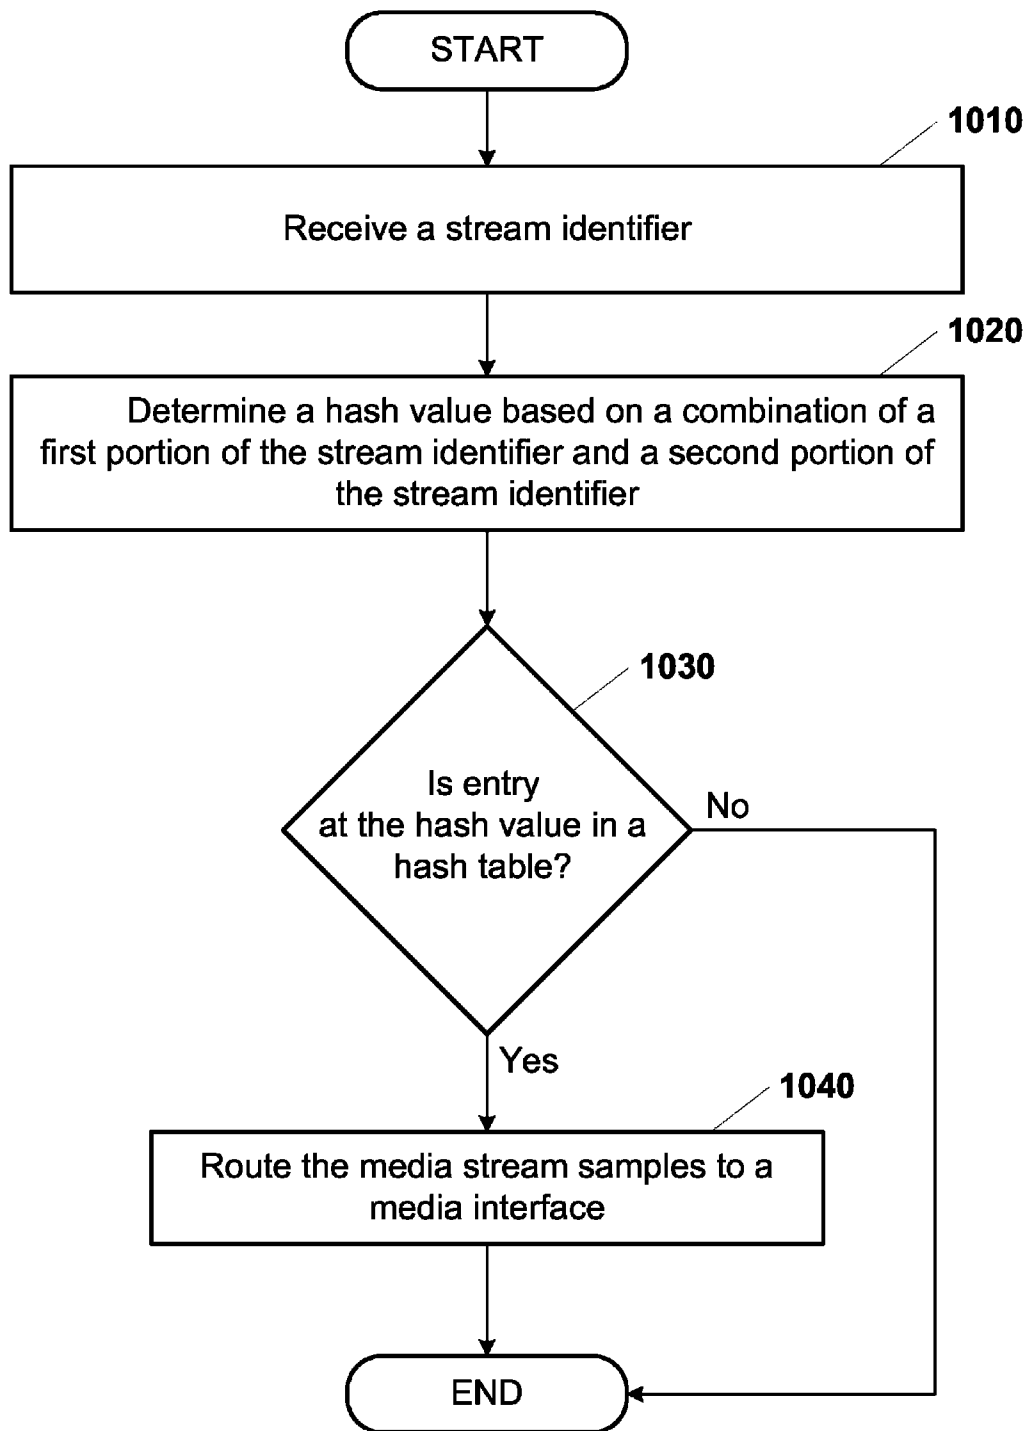 START
1010
Receive a stream identifier
1020
Determine a hash value based on a combination of a
first portion of the stream identifier and a second portion of
the stream identifier
1030
Is entry
at the hash value in a
hash table?
No
Yes
1040
Route the media stream samples to a
media interface
END